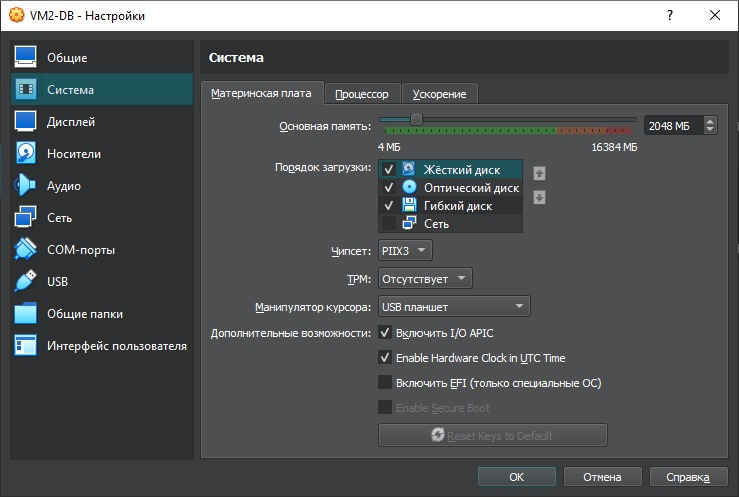 VM2-DB - Настройки
Общие
Система
Дисплей
Носители
Аудио
Сеть
COM-порты
USB
Общие папки
Интерфейс пользователя
Система
Материнская плата Процессор Ускорение
Основная память: 2048 МБ
4 МБ 16384 МБ
Порядок загрузки: Жёсткий диск
Оптический диск
Гибкий диск
Сеть
Чипсет: PIIX3
TPM: Отсутствует
Манипулятор курсора: USB планшет
Дополнительные возможности: Включить I/O APIC
Enable Hardware Clock in UTC Time
Включить EFI (только специальные ОС)
Enable Secure Boot
Reset Keys to Default
OK Отмена Справка